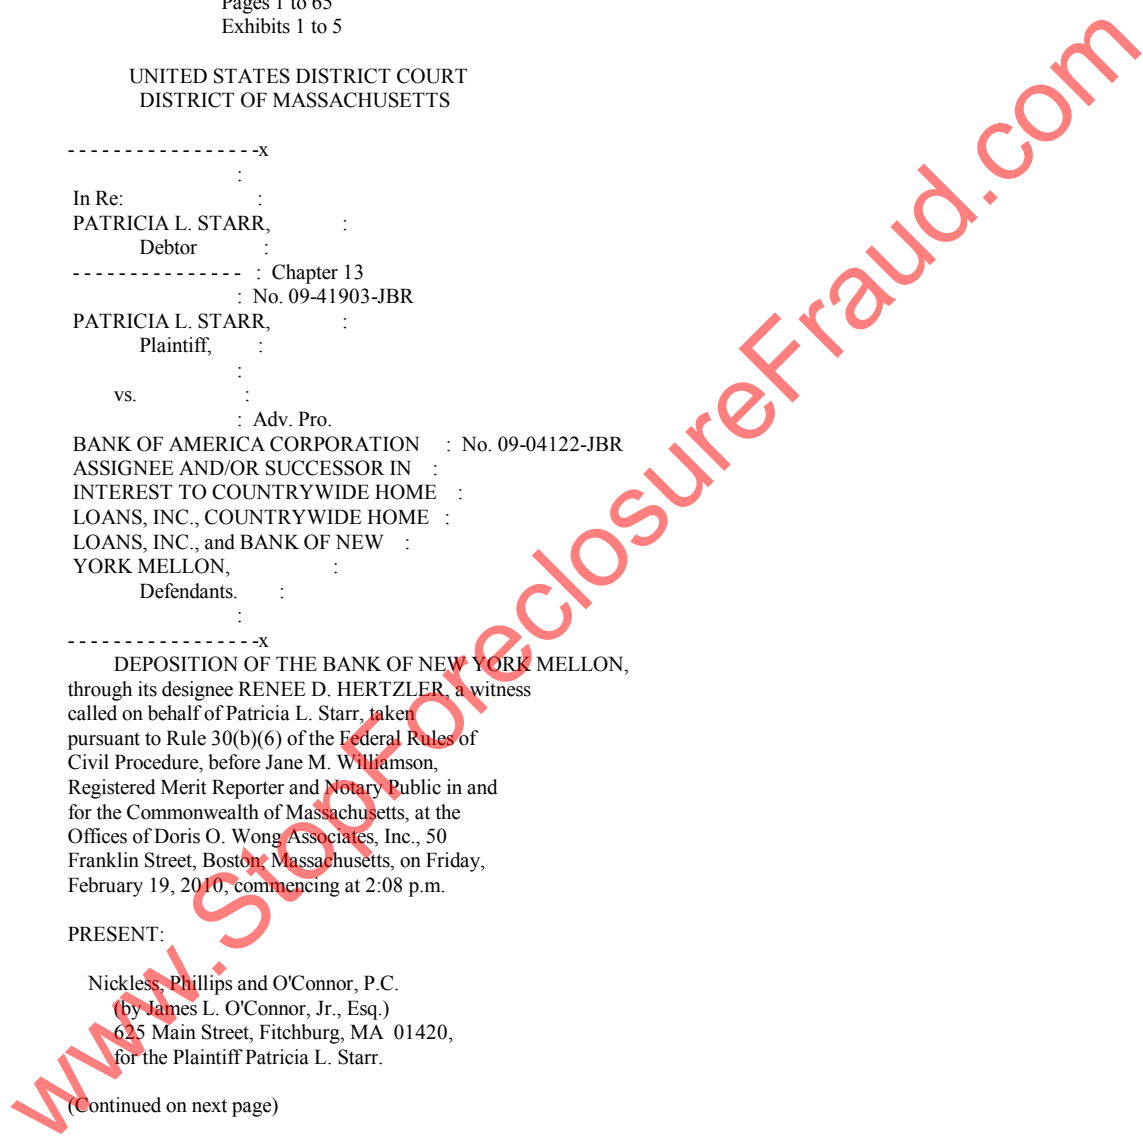 Pages 1 to 65
Exhibits 1 to 5
UNITED STATES DISTRICT COURT
DISTRICT OF MASSACHUSETTS
- - - - - - - - - - - - - - - - -x
:
In Re: :
PATRICIA L. STARR, :
Debtor :
- - - - - - - - - - - - - - - : Chapter 13
: No. 09-41903-JBR
PATRICIA L. STARR, :
Plaintiff, :
:
vs. :
: Adv. Pro.
BANK OF AMERICA CORPORATION : No. 09-04122-JBR
ASSIGNEE AND/OR SUCCESSOR IN :
INTEREST TO COUNTRYWIDE HOME :
LOANS, INC., COUNTRYWIDE HOME :
LOANS, INC., and BANK OF NEW :
YORK MELLON, :
Defendants. :
:
- - - - - - - - - - - - - - - - -x
DEPOSITION OF THE BANK OF NEW YORK MELLON,
through its designee RENEE D. HERTZLER, a witness
called on behalf of Patricia L. Starr, taken
pursuant to Rule 30(b)(6) of the Federal Rules of
Civil Procedure, before Jane M. Williamson,
Registered Merit Reporter and Notary Public in and
for the Commonwealth of Massachusetts, at the
Offices of Doris O. Wong Associates, Inc., 50
Franklin Street, Boston, Massachusetts, on Friday,
February 19, 2010, commencing at 2:08 p.m.
PRESENT:
Nickless, Phillips and O'Connor, P.C.
(by James L. O'Connor, Jr., Esq.)
625 Main Street, Fitchburg, MA 01420,
for the Plaintiff Patricia L. Starr.
(Continued on next page)
www.StopForeclosureFraud.com